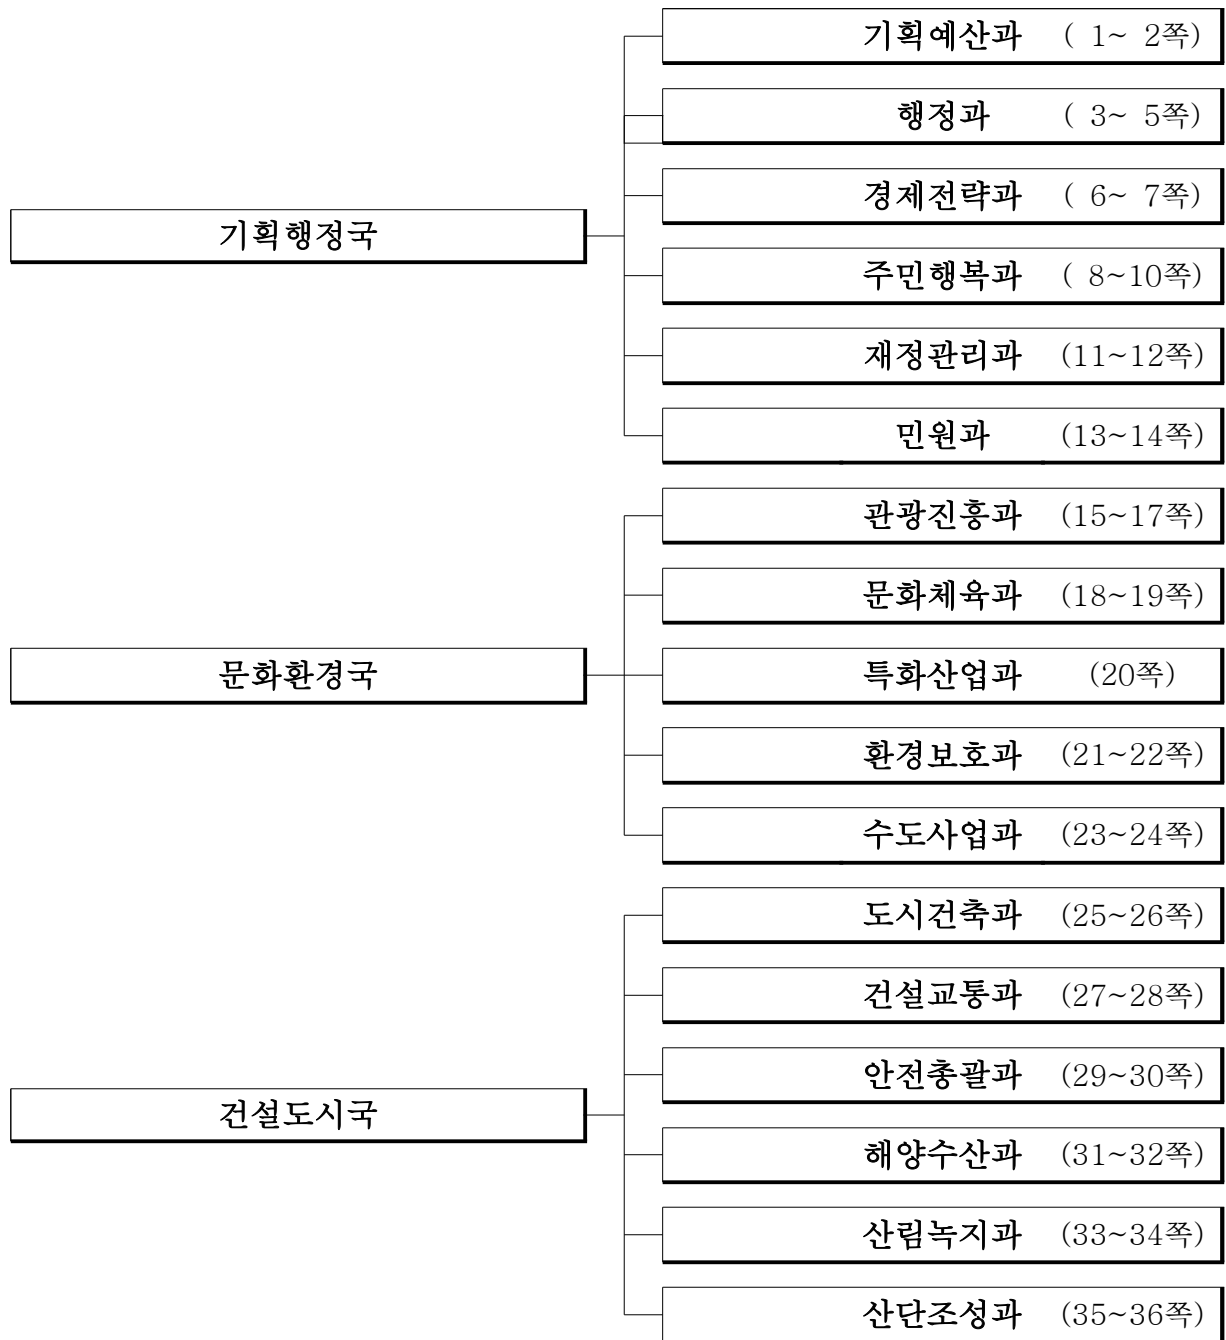 기획행정국
기획예산과 ( 1~ 2쪽)
행정과 ( 3~ 5쪽)
경제전략과 ( 6~ 7쪽)
주민행복과 ( 8~10쪽)
재정관리과 (11~12쪽)
민원과 (13~14쪽)
문화환경국
관광진흥과 (15~17쪽)
문화체육과 (18~19쪽)
특화산업과 (20쪽)
환경보호과 (21~22쪽)
수도사업과 (23~24쪽)
건설도시국
도시건축과 (25~26쪽)
건설교통과 (27~28쪽)
안전총괄과 (29~30쪽)
해양수산과 (31~32쪽)
산림녹지과 (33~34쪽)
산단조성과 (35~36쪽)